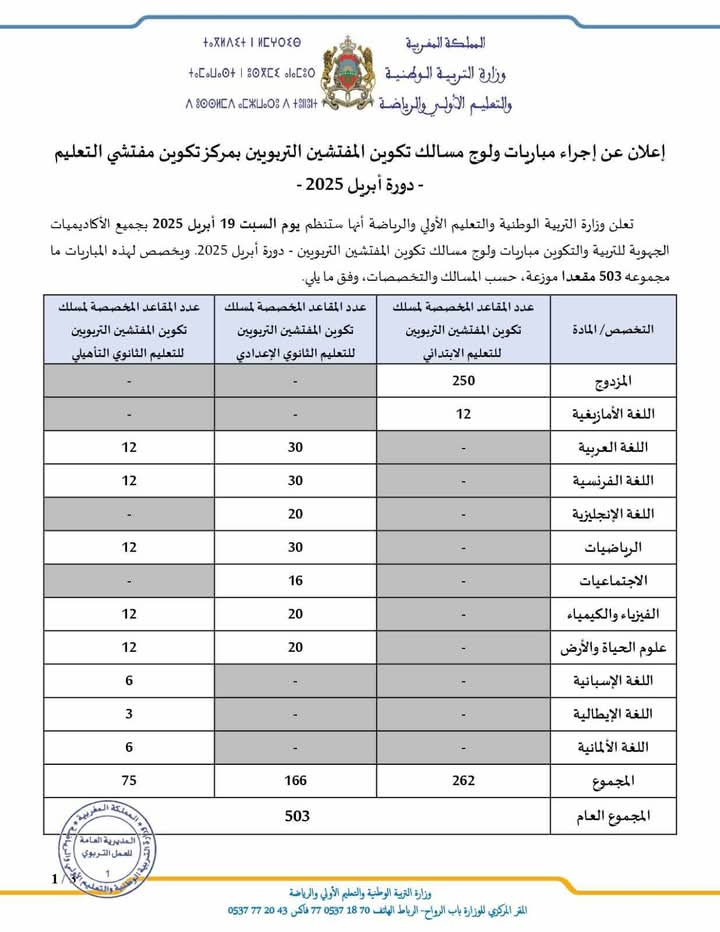 المملكة المغربية
وزارة التربية الوطنية
والتعليم الأولي والرياضة
ⵜⴰⴳⵍⴷⵉⵜ ⵏ ⵍⵎⵖⵔⵉⴱ
ⵜⴰⵎⴰⵡⴰⵙⵜ ⵏ ⵓⵙⴳⵎⵉ ⴰⵏⴰⵎⵓⵔ
ⴷ ⵓⵙⵙⵍⵎⴷ ⴰⵎⵣⵡⴰⵔⵓ ⴷ ⵜⵓⵏⵏⵓⵏⵜ
إعلان عن إجراء مباريات ولوج مسالك تكوين المفتشين التربويين بمركز تكوين مفتشي التعليم
- دورة أبريل 2025 -
تعلن وزارة التربية الوطنية والتعليم الأولي والرياضة أنها ستنظم يوم السبت 19 أبريل 2025 بجميع الأكاديميات
الجهوية للتربية والتكوين مباريات ولوج مسالك تكوين المفتشين التربويين - دورة أبريل 2025. ويخصص لهذه المباريات ما
مجموعه 503 مقعدا موزعة، حسب المسالك والتخصصات، وفق ما يلي.
التخصص/ المادة
عدد المقاعد المخصصة لمسلك
تكوين المفتشين التربويين
للتعليم الابتدائي
عدد المقاعد المخصصة لمسلك
تكوين المفتشين التربويين
للتعليم الثانوي الإعدادي
عدد المقاعد المخصصة لمسلك
تكوين المفتشين التربويين
للتعليم الثانوي التأهيلي
المزدوج 250 - -
اللغة الأمازيغية 12 - -
اللغة العربية - 30 12
اللغة الفرنسية - 30 12
اللغة الإنجليزية - 20 -
الرياضيات - 30 12
الاجتماعيات - 16 -
الفيزياء والكيمياء - 20 12
علوم الحياة والأرض - 20 12
اللغة الإسبانية - - 6
اللغة الإيطالية - - 3
اللغة الألمانية - - 6
المجموع 262 166 75
المجموع العام 503
المملكة المغربية
المديرية العامة
للعمل التربوي
1
1 / 3
وزارة التربية الوطنية والتعليم الأولي والرياضة
المقر المركزي للوزارة باب الرواح- الرباط الهاتف 70 18 0537 77 فاكس 43 20 77 0537